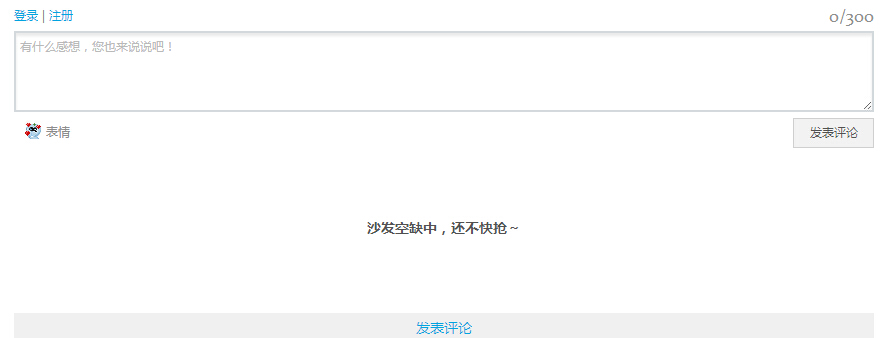 登录 | 注册 0/300
有什么感想，您也来说说吧！
表情 发表评论
沙发空缺中，还不快抢～
发表评论